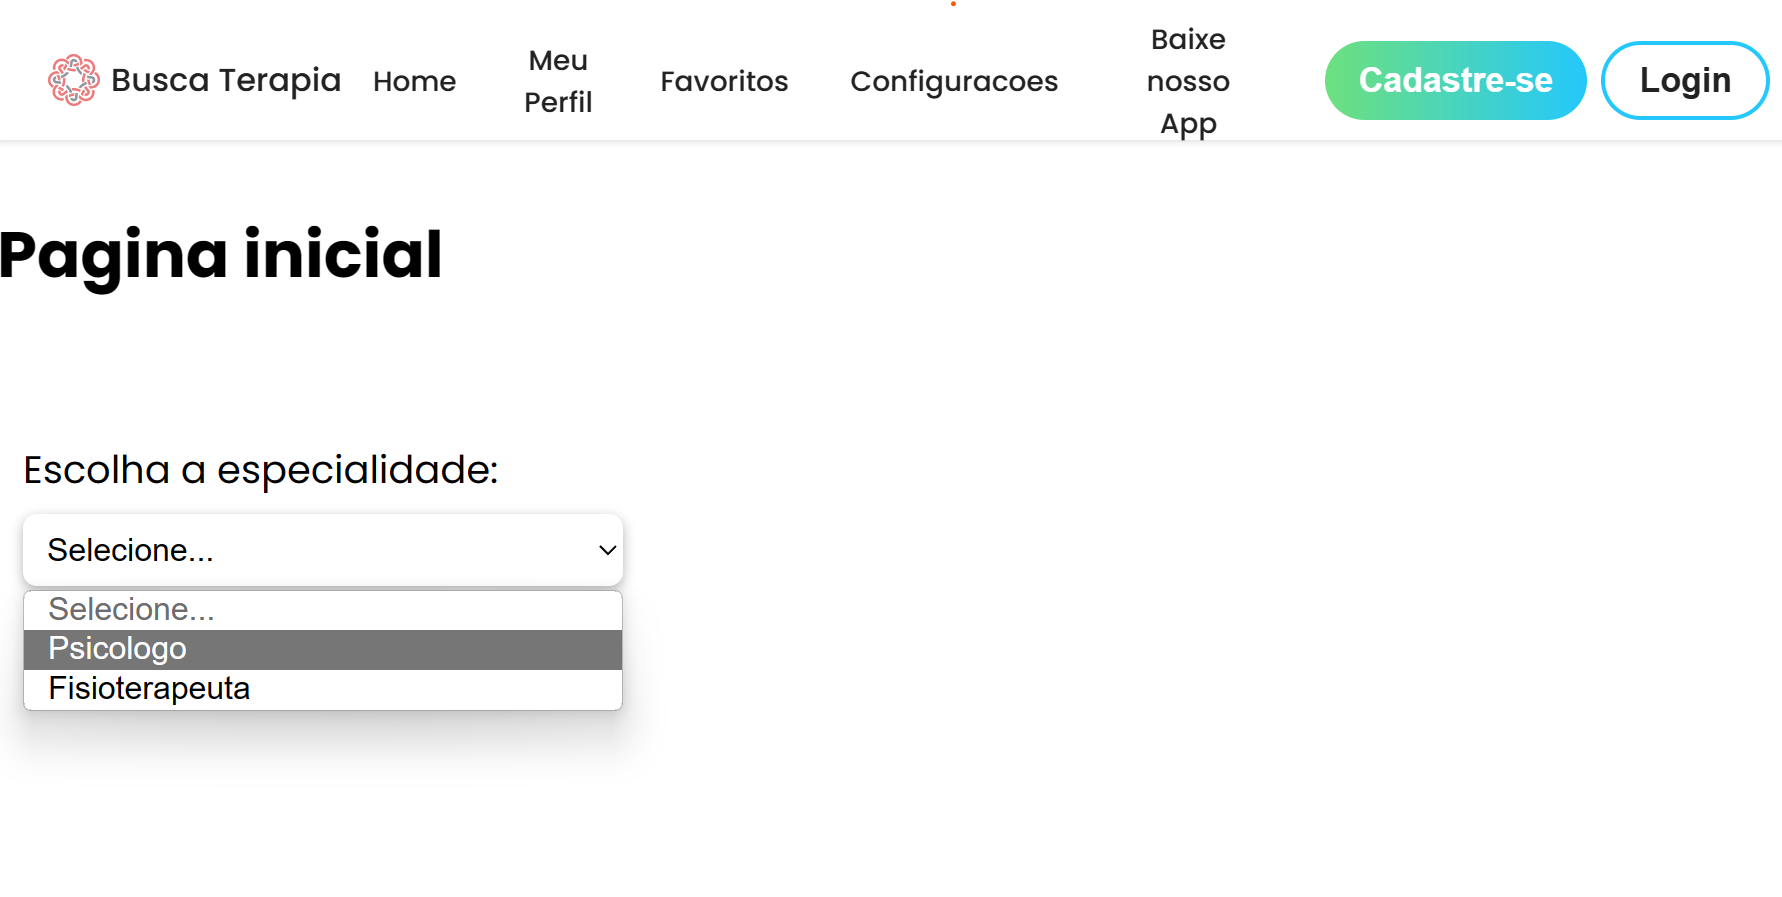 Busca Terapia
Home
Meu
Perfil
Favoritos
Configuracoes
Baixe
nosso
App
Cadastre-se
Login
Pagina inicial
Escolha a especialidade:
Selecione...
Selecione...
Psicologo
Fisioterapeuta